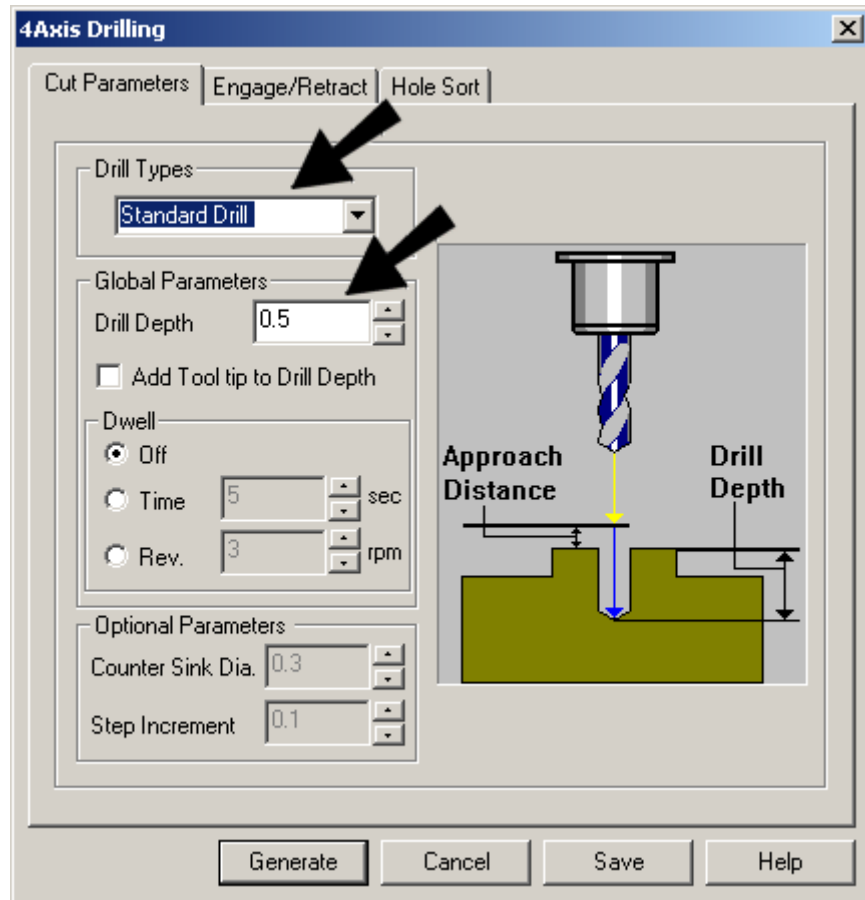 4Axis Drilling
Cut Parameters
Engage/Retract
Hole Sort
Drill Types
Standard Drill
Global Parameters
Drill Depth
0.5
Add Tool tip to Drill Depth
Dwell
Off
Time
5
sec
Rev.
3
rpm
Optional Parameters
Counter Sink Dia.
0.3
Step Increment
0.1
Approach
Distance
Drill
Depth
Generate
Cancel
Save
Help